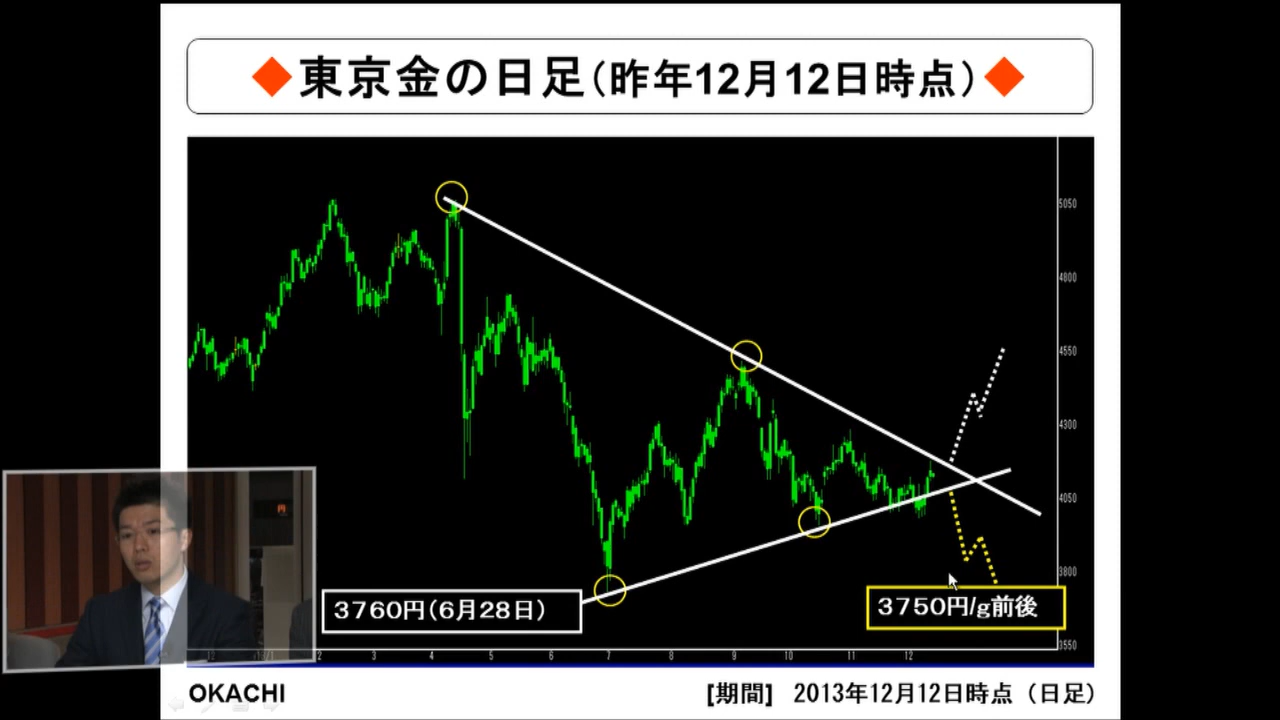 ◆東京金の日足(昨年12月12日時点)◆
5050
4800
4550
4300
4050
3800
3550
3760円(6月28日)
3750円/g前後
2 3 4 5 6 7 8 9 10 11 12
円
OKACHI
[期間] 2013年12月12日時点(日足)